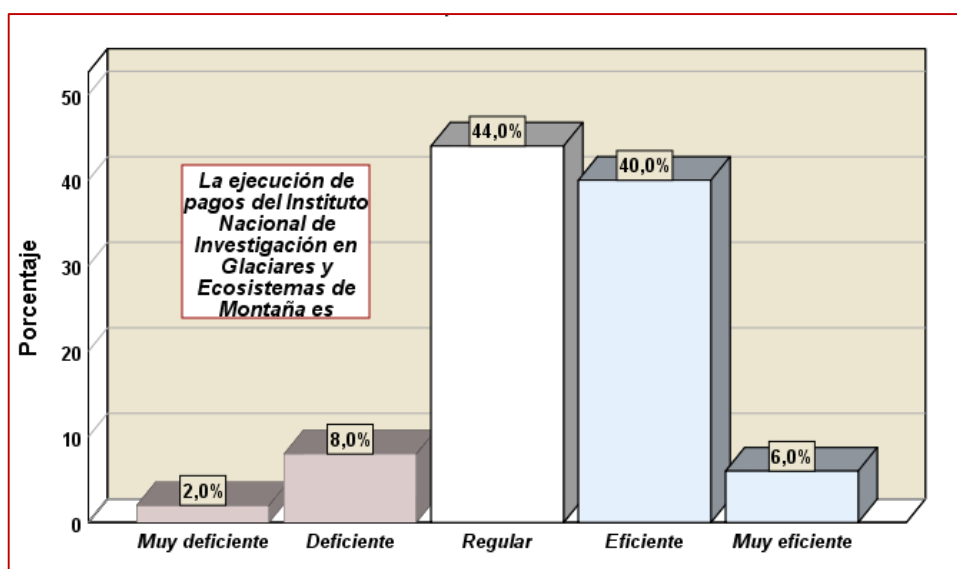 50
40
30
20
10
0
Porcentaje
La ejecución de
pagos del Instituto
Nacional de
Investigación en
Glaciares y
Ecosistemas de
Montaña es
2,0%
8,0%
44,0%
40,0%
6,0%
Muy deficiente
Deficiente
Regular
Eficiente
Muy eficiente